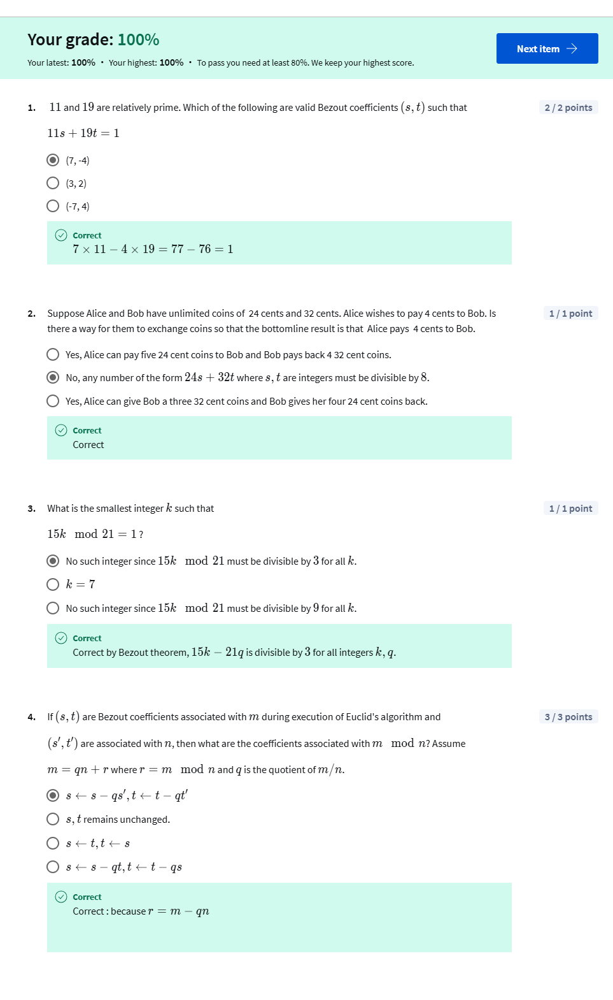 Your grade: 100%
Next item →
Your latest: 100% • Your highest: 100% • To pass you need at least 80%. We keep your highest score.
1. 11 and 19 are relatively prime. Which of the following are valid Bezout coefficients (s, t) such that
2 / 2 points
11s + 19t = 1
(7, -4)
(3, 2)
(-7, 4)
Correct
7 × 11 − 4 × 19 = 77 − 76 = 1
2. Suppose Alice and Bob have unlimited coins of 24 cents and 32 cents. Alice wishes to pay 4 cents to Bob. Is
1 / 1 point
there a way for them to exchange coins so that the bottomline result is that Alice pays 4 cents to Bob.
Yes, Alice can pay five 24 cent coins to Bob and Bob pays back 4 32 cent coins.
No, any number of the form 24s + 32t where s, t are integers must be divisible by 8.
Yes, Alice can give Bob a three 32 cent coins and Bob gives her four 24 cent coins back.
Correct
Correct
3. What is the smallest integer k such that
1 / 1 point
15k mod 21 = 1 ?
No such integer since 15k mod 21 must be divisible by 3 for all k.
k = 7
No such integer since 15k mod 21 must be divisible by 9 for all k.
Correct
Correct by Bezout theorem, 15k − 21q is divisible by 3 for all integers k, q.
4. If (s, t) are Bezout coefficients associated with m during execution of Euclid's algorithm and
3 / 3 points
(s′, t′) are associated with n, then what are the coefficients associated with m mod n? Assume
m = qn + r where r = m mod n and q is the quotient of m/n.
s ← s − qs′, t ← t − qt′
s, t remains unchanged.
s ← t, t ← s
s ← s − qt, t ← t − qs
Correct
Correct : because r = m − qn